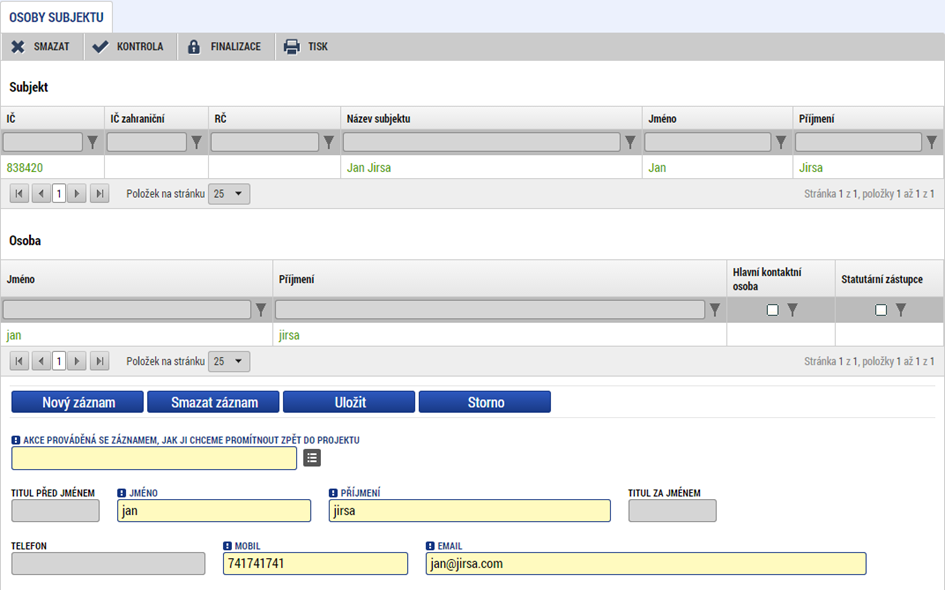 OSOBY SUBJEKTU
SMAZAT KONTROLA FINALIZACE TISK
Subjekt
IČ IČ zahraniční RČ Název subjektu Jméno Příjmení
838420 Jan Jirsa Jan Jirsa
1 Položek na stránku 25 Stránka 1 z 1, položky 1 až 1 z 1
Osoba
Jméno Příjmení Hlavní kontaktní osoba Statutární zástupce
jan jirsa
1 Položek na stránku 25 Stránka 1 z 1, položky 1 až 1 z 1
Nový záznam Smazat záznam Uložit Storno
AKCE PROVÁDĚNÁ SE ZÁZNAMEM, JAK JI CHCEME PROMÍTNOUT ZPĚT DO PROJEKTU
TITUL PŘED JMÉNEM JMÉNO PŘÍJMENÍ TITUL ZA JMÉNEM
jan jirsa
TELEFON MOBIL EMAIL
741741741 jan@jirsa.com